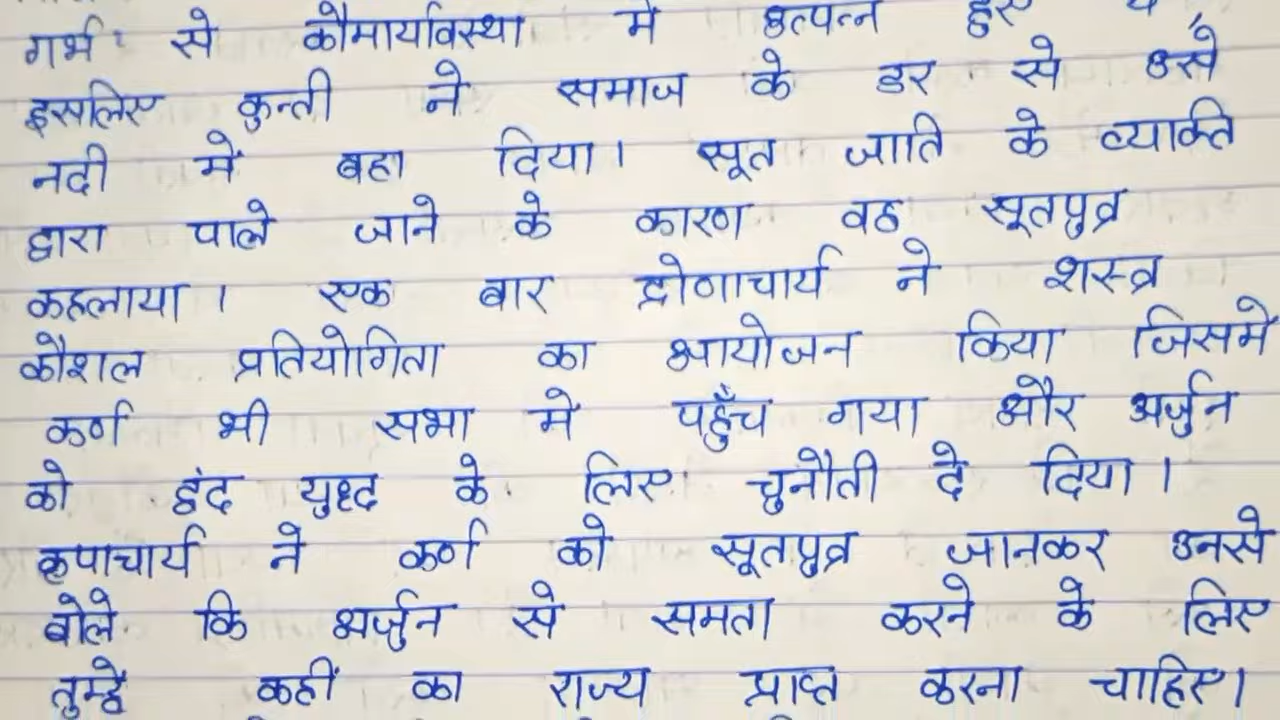 गर्भ से कौमार्यावस्था में उत्पन्न हुए थे
इसलिए कुन्ती ने समाज के डर से उसे
नदी में बहा दिया। सूत जाति के व्यक्ति
द्वारा पाले जाने के कारण वह सूतपुत्र
कहलाया। एक बार द्रोणाचार्य ने शस्त्र
कौशल प्रतियोगिता का आयोजन किया जिसमे
कर्ण भी सभा मे पहुँच गया और अर्जुन
को द्वंद युध्द के लिए चुनौती दे दिया।
कृपाचार्य ने कर्ण को सूतपुत्र जानकर उनसे
बोले कि अर्जुन से समता करने के लिए
तुम्हे कहीं का राज्य प्राप्त करना चाहिए।